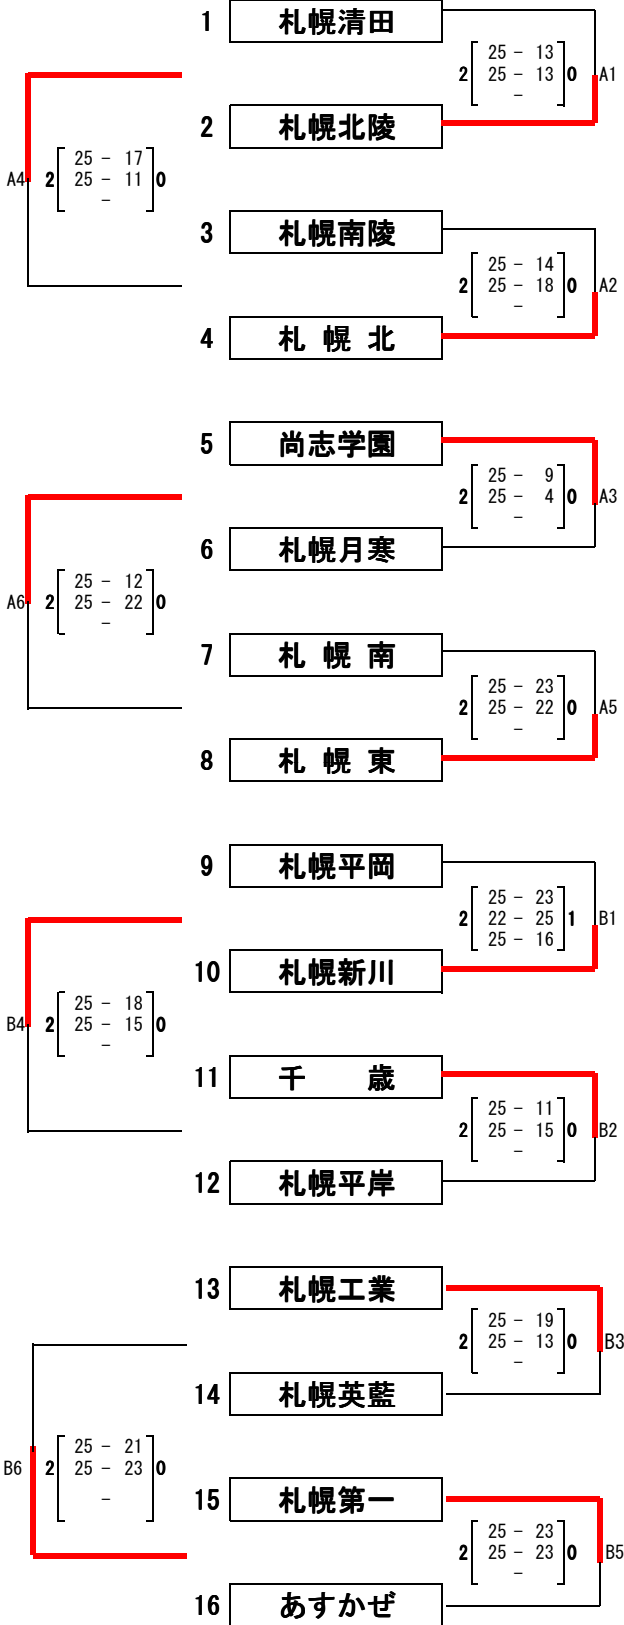 1 札幌清田
25 - 13
2 25 - 13 0 A1
-
2 札幌北陵
25 - 17
A4 2 25 - 11 0
-
3 札幌南陵
25 - 14
2 25 - 18 0 A2
-
4 札 幌 北
5 尚志学園
25 - 9
2 25 - 4 0 A3
-
6 札幌月寒
25 - 12
A6 2 25 - 22 0
-
7 札 幌 南
25 - 23
2 25 - 22 0 A5
-
8 札 幌 東
9 札幌平岡
25 - 23
2 22 - 25 1 B1
25 - 16
10 札幌新川
25 - 18
B4 2 25 - 15 0
-
11 千 歳
25 - 11
2 25 - 15 0 B2
-
12 札幌平岸
13 札幌工業
25 - 19
2 25 - 13 0 B3
-
14 札幌英藍
25 - 21
B6 2 25 - 23 0
-
15 札幌第一
25 - 23
2 25 - 23 0 B5
-
16 あすかぜ